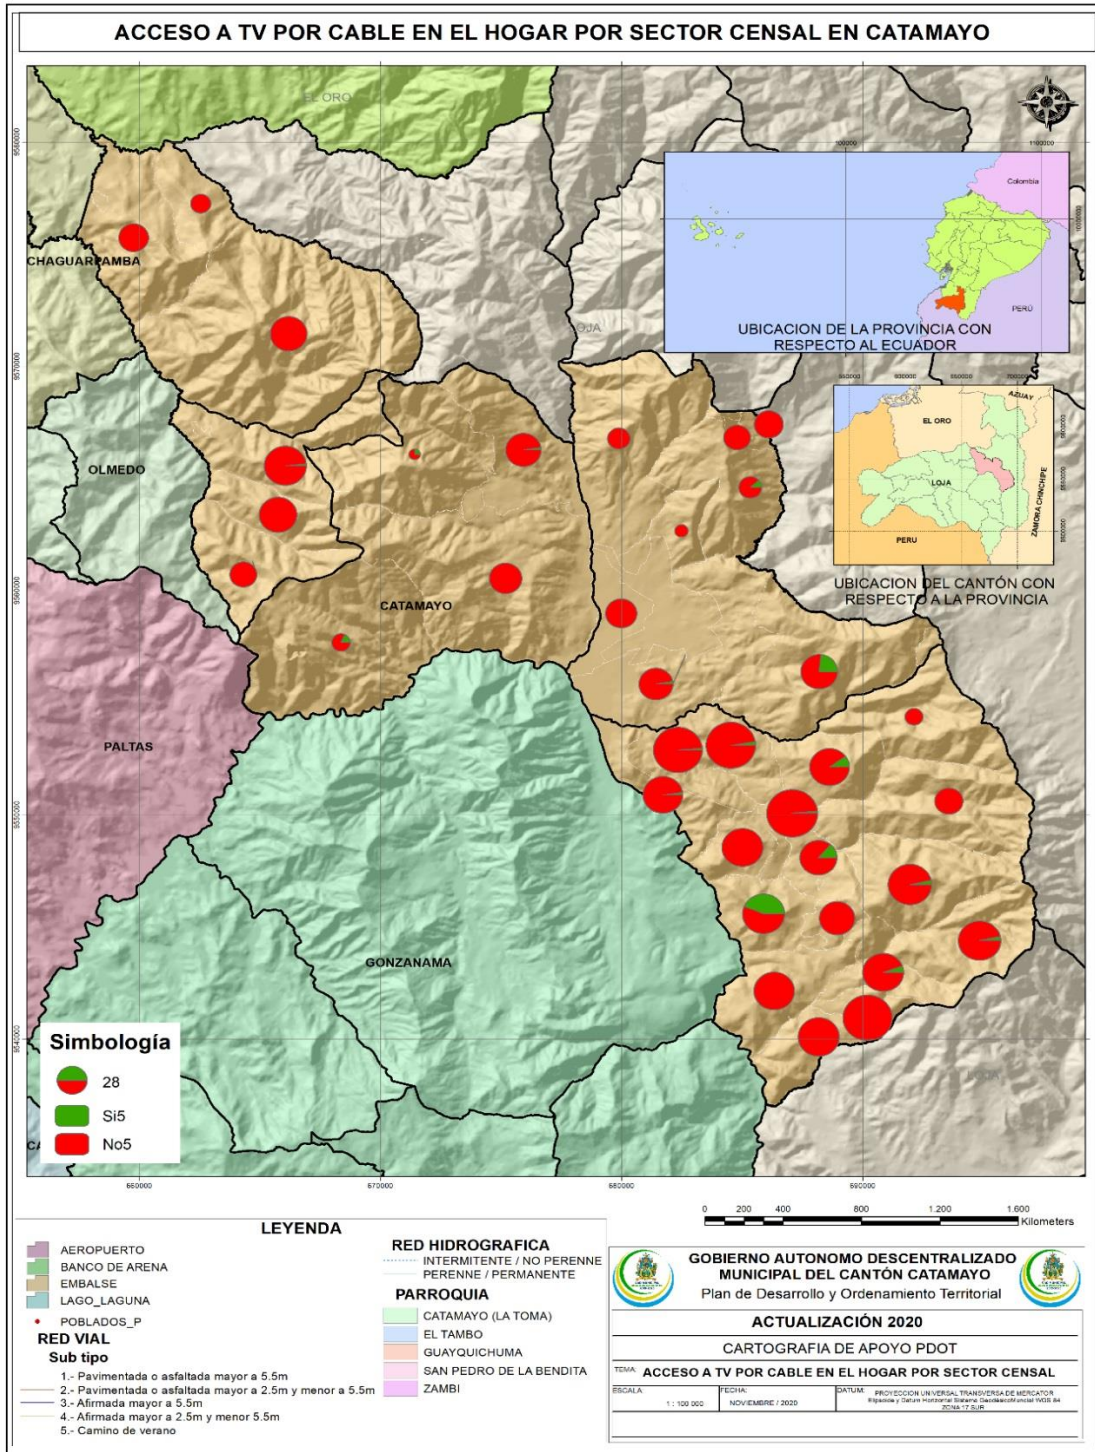 ACCESO A TV POR CABLE EN EL HOGAR POR SECTOR CENSAL EN CATAMAYO
EL ORO
CHAGUARPAMBA
OLMEDO
CATAMAYO
PALTAS
GONZANAMA
Colombia
PERÚ
UBICACION DE LA PROVINCIA CON
RESPECTO AL ECUADOR
AZUAY
EL ORO
LOJA
ZAMORA CHINCHIPE
PERU
UBICACION DEL CANTÓN CON
RESPECTO A LA PROVINCIA
9580000
9570000
9560000
9550000
9540000
Simbología
28
Si5
No5
660000 670000 680000 690000
0 200 400 800 1.200 1.600
Kilometers
LEYENDA
AEROPUERTO
BANCO DE ARENA
EMBALSE
LAGO_LAGUNA
POBLADOS_P
RED VIAL
Sub tipo
1.- Pavimentada o asfaltada mayor a 5.5m
2.- Pavimentada o asfaltada mayor a 2.5m y menor a 5.5m
3.- Afirmada mayor a 5.5m
4.- Afirmada mayor a 2.5m y menor 5.5m
5.- Camino de verano
RED HIDROGRAFICA
INTERMITENTE / NO PERENNE
PERENNE / PERMANENTE
PARROQUIA
CATAMAYO (LA TOMA)
EL TAMBO
GUAYQUICHUMA
SAN PEDRO DE LA BENDITA
ZAMBI
GOBIERNO AUTONOMO DESCENTRALIZADO
MUNICIPAL DEL CANTÓN CATAMAYO
Plan de Desarrollo y Ordenamiento Territorial
ACTUALIZACIÓN 2020
CARTOGRAFIA DE APOYO PDOT
TEMA: ACCESO A TV POR CABLE EN EL HOGAR POR SECTOR CENSAL
ESCALA: 1 : 100 000
FECHA: NOVIEMBRE / 2020
DATUM: PROYECCION UNIVERSAL TRANSVERSA DE MERCATOR
ZONA 17 SUR